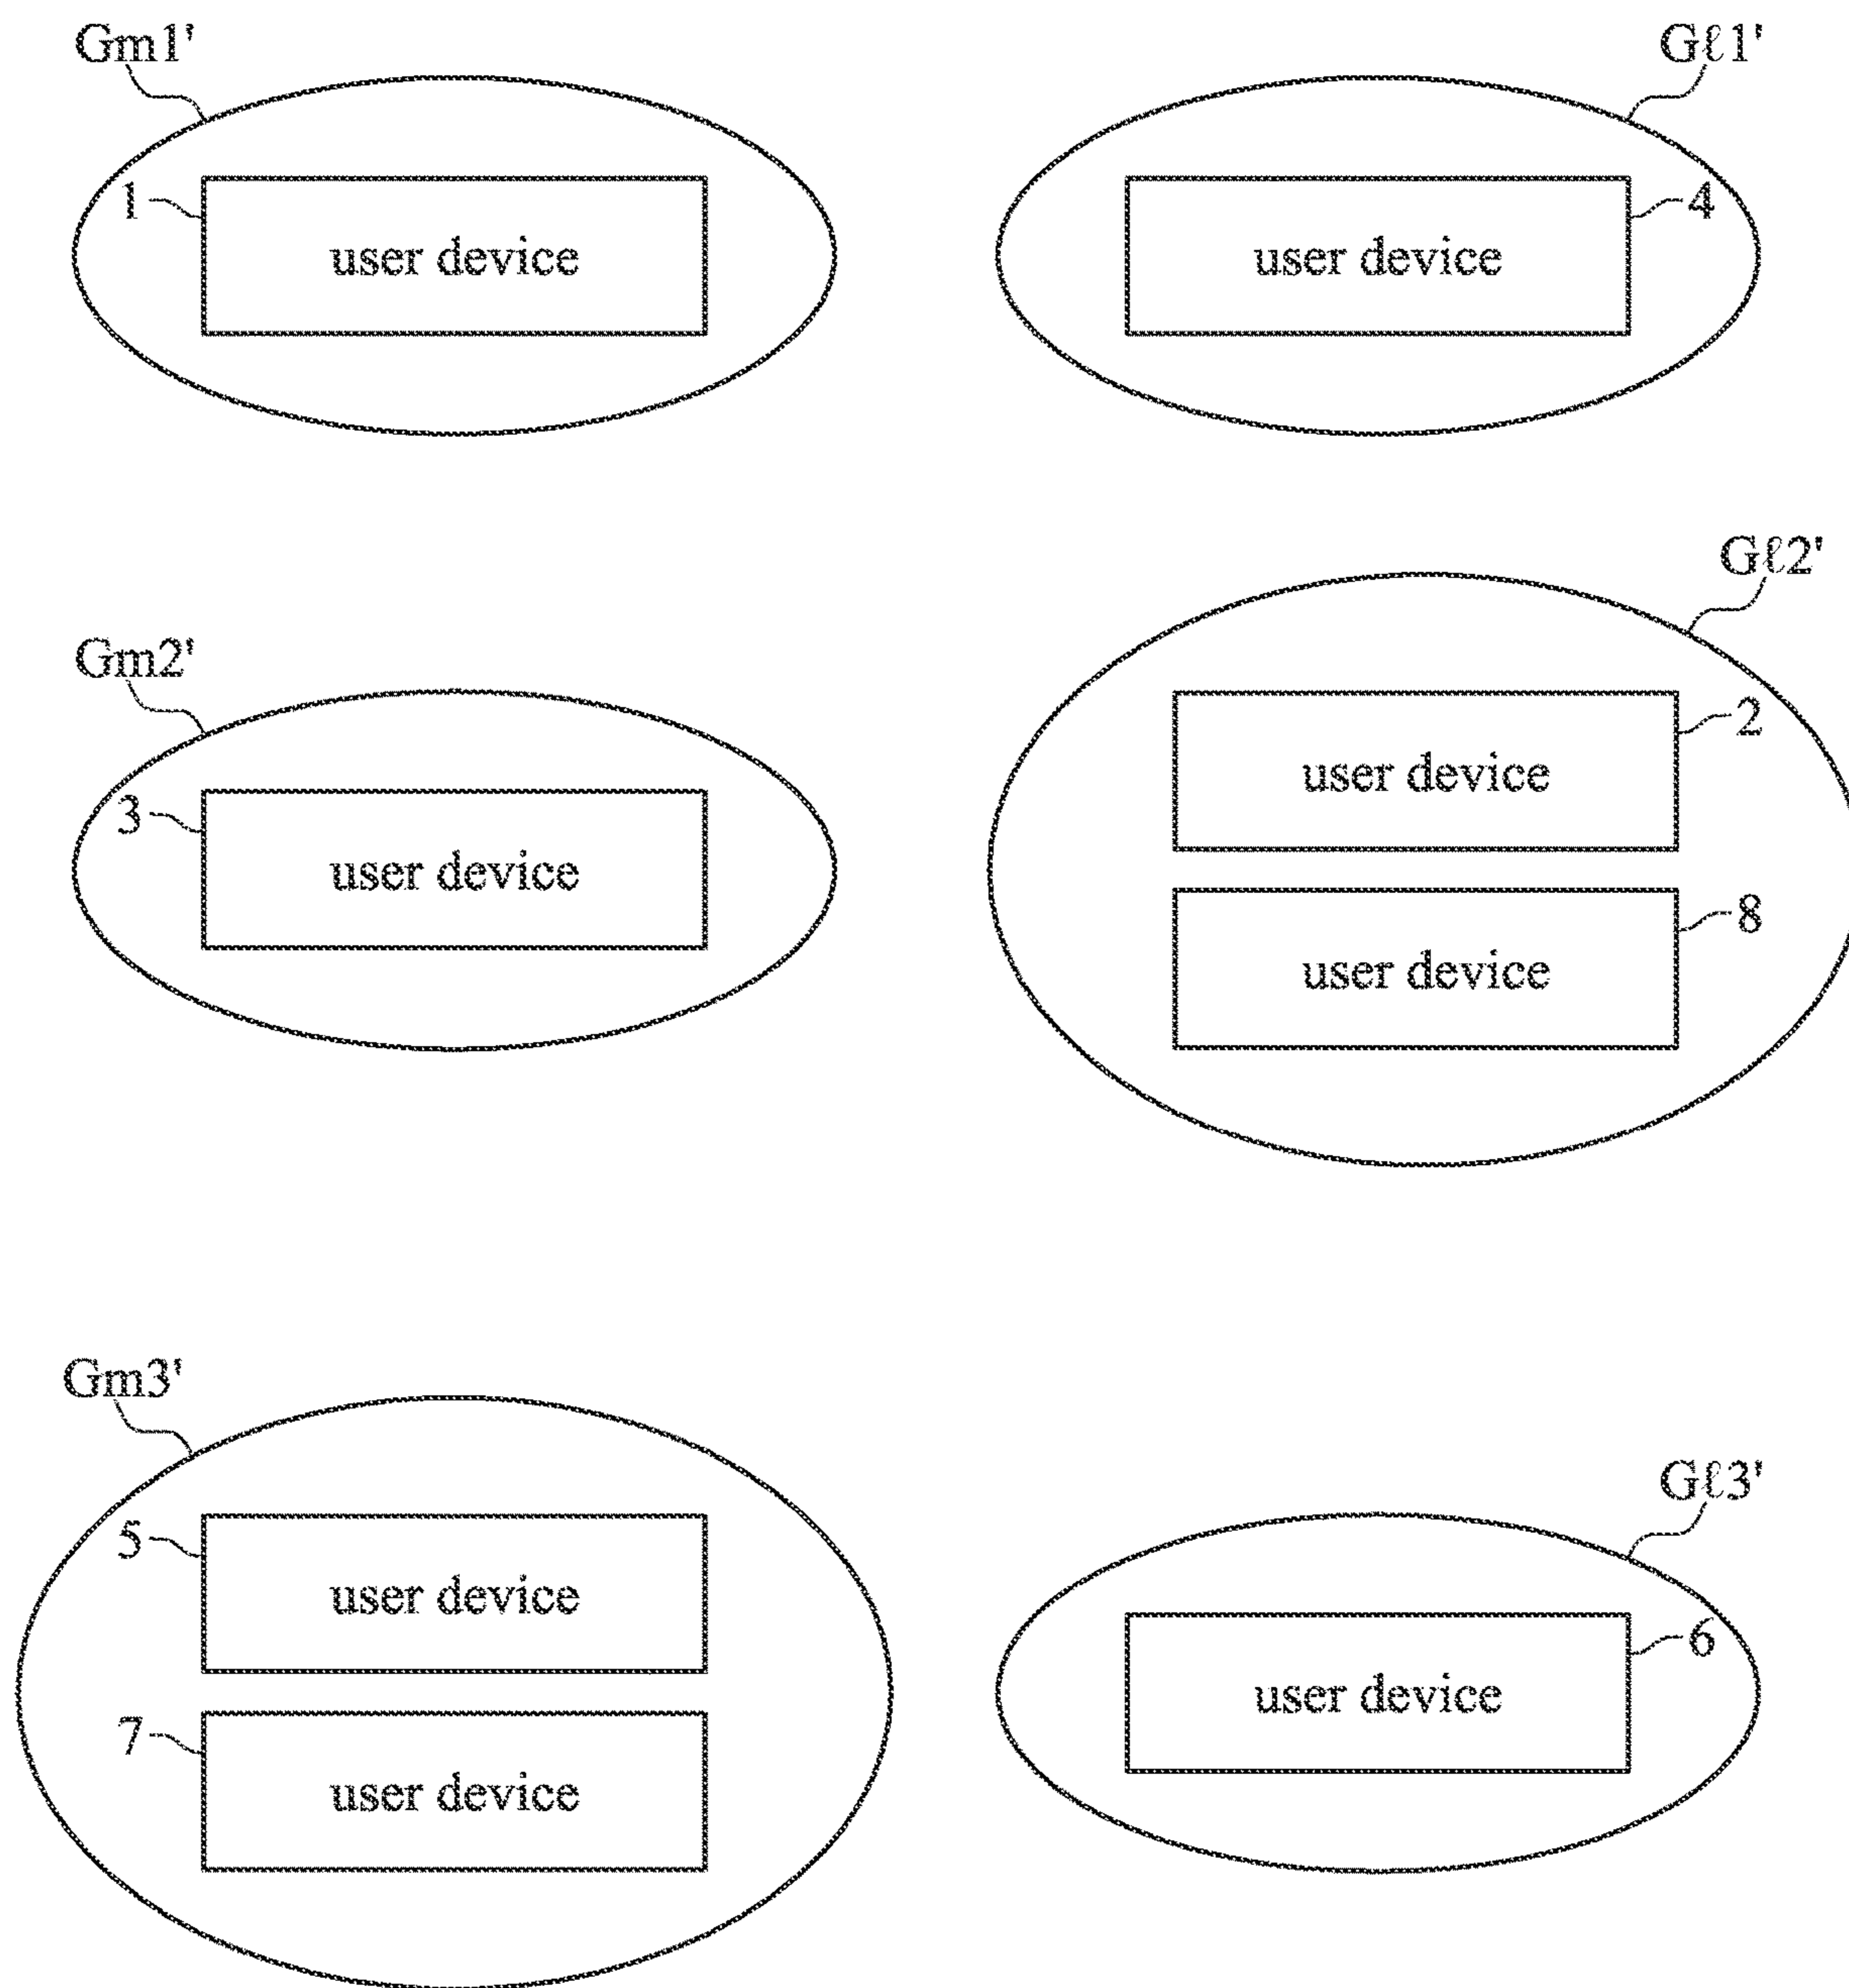 Gm1'
1
user device
Gℓ1'
4
user device
Gm2'
3
user device
Gℓ2'
2
user device
8
user device
Gm3'
5
user device
7
user device
Gℓ3'
6
user device